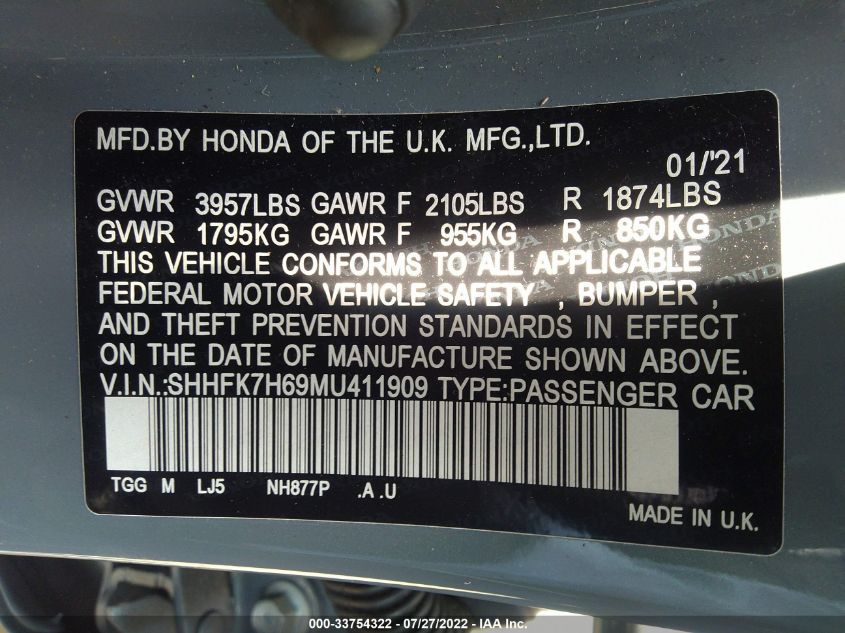 MFD.BY HONDA OF THE U.K. MFG.,LTD.
01/'21
GVWR 3957LBS GAWR F 2105LBS R 1874LBS
GVWR 1795KG GAWR F 955KG R 850KG
THIS VEHICLE CONFORMS TO ALL APPLICABLE
FEDERAL MOTOR VEHICLE SAFETY , BUMPER ,
AND THEFT PREVENTION STANDARDS IN EFFECT
ON THE DATE OF MANUFACTURE SHOWN ABOVE.
V.I.N.:SHHFK7H69MU411909 TYPE:PASSENGER CAR
TGG M LJ5 NH877P .A .U
MADE IN U.K.
000-33754322 - 07/27/2022 - IAA Inc.